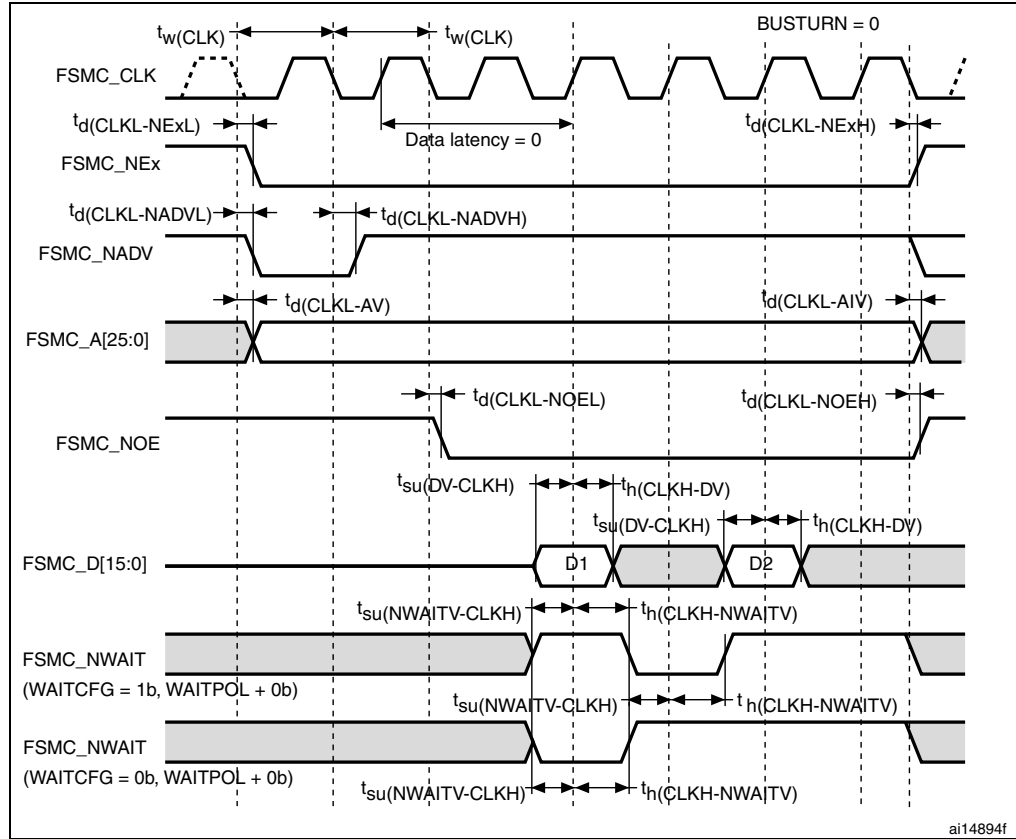 BUSTURN = 0
tw(CLK) tw(CLK)
FSMC_CLK
td(CLKL-NExL) Data latency = 0 td(CLKL-NExH)
FSMC_NEx
td(CLKL-NADVL) td(CLKL-NADVH)
FSMC_NADV
td(CLKL-AV) td(CLKL-AIV)
FSMC_A[25:0]
td(CLKL-NOEL) td(CLKL-NOEH)
FSMC_NOE
tsu(DV-CLKH) th(CLKH-DV)
tsu(DV-CLKH) th(CLKH-DV)
FSMC_D[15:0] D1 D2
tsu(NWAITV-CLKH) th(CLKH-NWAITV)
FSMC_NWAIT
(WAITCFG = 1b, WAITPOL + 0b)
tsu(NWAITV-CLKH) th(CLKH-NWAITV)
FSMC_NWAIT
(WAITCFG = 0b, WAITPOL + 0b)
tsu(NWAITV-CLKH) th(CLKH-NWAITV)
ai14894f